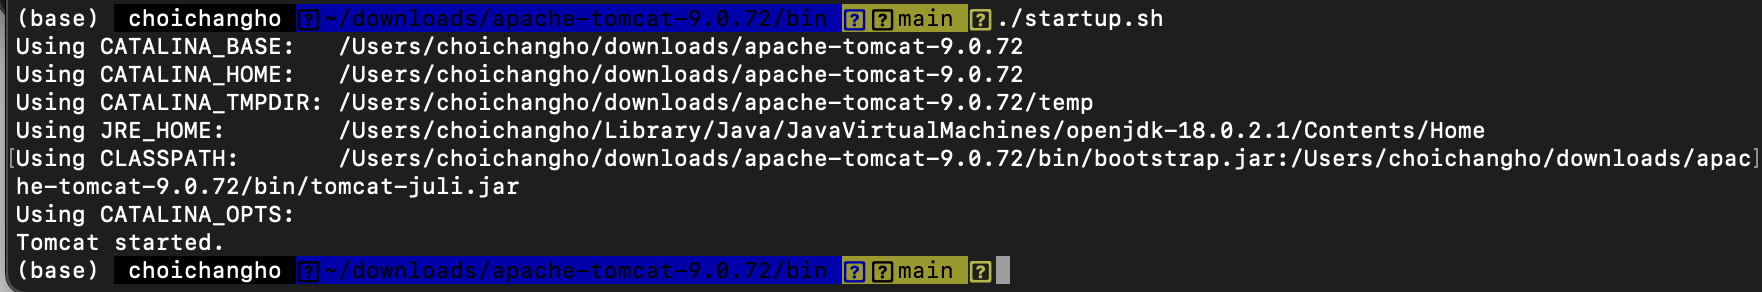 (base) choichangho ~/downloads/apache-tomcat-9.0.72/bin main ./startup.sh
Using CATALINA_BASE:   /Users/choichangho/downloads/apache-tomcat-9.0.72
Using CATALINA_HOME:   /Users/choichangho/downloads/apache-tomcat-9.0.72
Using CATALINA_TMPDIR: /Users/choichangho/downloads/apache-tomcat-9.0.72/temp
Using JRE_HOME:        /Users/choichangho/Library/Java/JavaVirtualMachines/openjdk-18.0.2.1/Contents/Home
Using CLASSPATH:       /Users/choichangho/downloads/apache-tomcat-9.0.72/bin/bootstrap.jar:/Users/choichangho/downloads/apac
he-tomcat-9.0.72/bin/tomcat-juli.jar
Using CATALINA_OPTS:
Tomcat started.
(base) choichangho ~/downloads/apache-tomcat-9.0.72/bin main